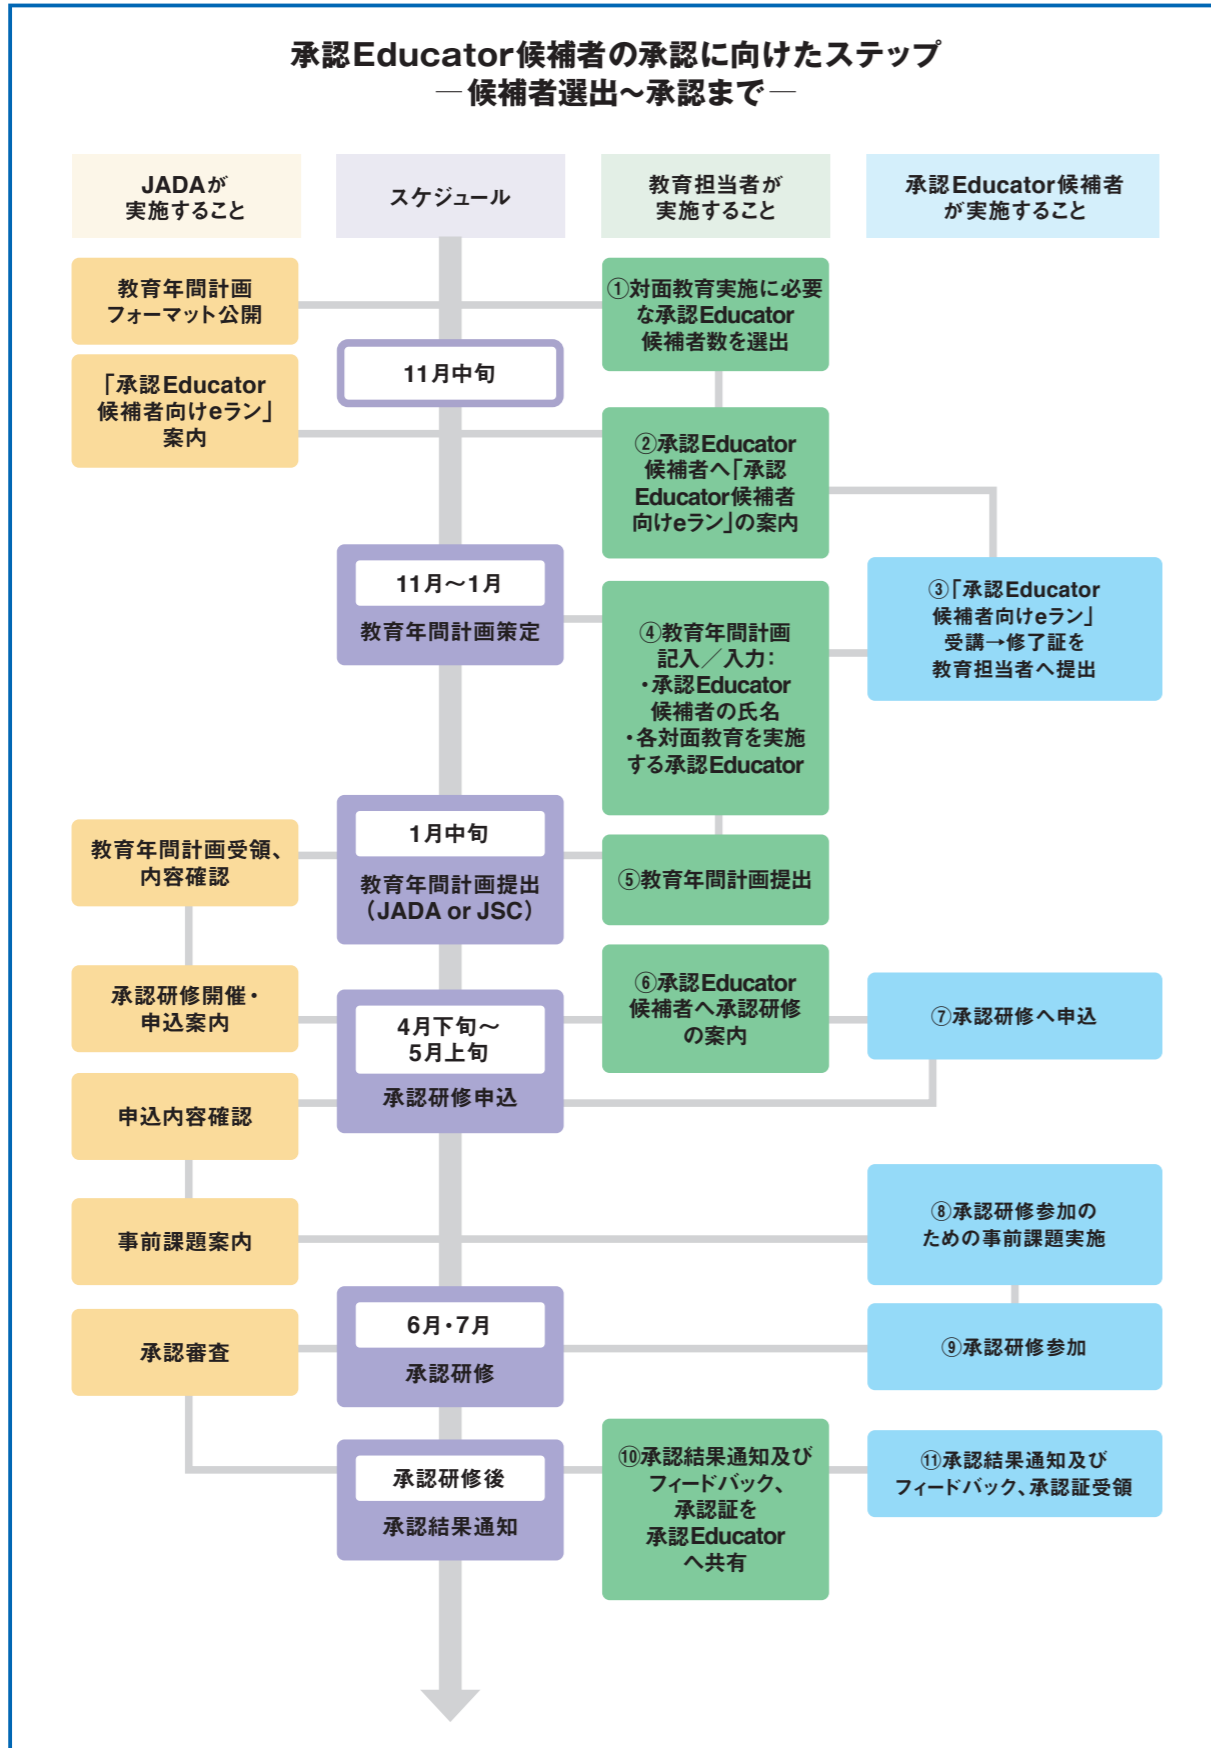 承認Educator候補者の承認に向けたステップ
―候補者選出〜承認まで―
JADAが
実施すること
スケジュール
教育担当者が
実施すること
承認Educator候補者
が実施すること
教育年間計画
フォーマット公開
①対面教育実施に必要
な承認Educator
候補者数を選出
11月中旬
「承認Educator
候補者向けeラン」
案内
②承認Educator
候補者へ「承認
Educator候補者
向けeラン」の案内
11月〜1月
教育年間計画策定
③「承認Educator
候補者向けeラン」
受講→修了証を
教育担当者へ提出
④教育年間計画
記入／入力：
・承認Educator
候補者の氏名
・各対面教育を実施
する承認Educator
1月中旬
教育年間計画提出
（JADA or JSC）
教育年間計画受領、
内容確認
⑤教育年間計画提出
承認研修開催・
申込案内
4月下旬〜
5月上旬
承認研修申込
⑥承認Educator
候補者へ承認研修
の案内
⑦承認研修へ申込
申込内容確認
事前課題案内
⑧承認研修参加の
ための事前課題実施
承認審査
6月・7月
承認研修
⑨承認研修参加
承認研修後
承認結果通知
⑩承認結果通知及び
フィードバック、
承認証を
承認Educator
へ共有
⑪承認結果通知及び
フィードバック、承認証受領